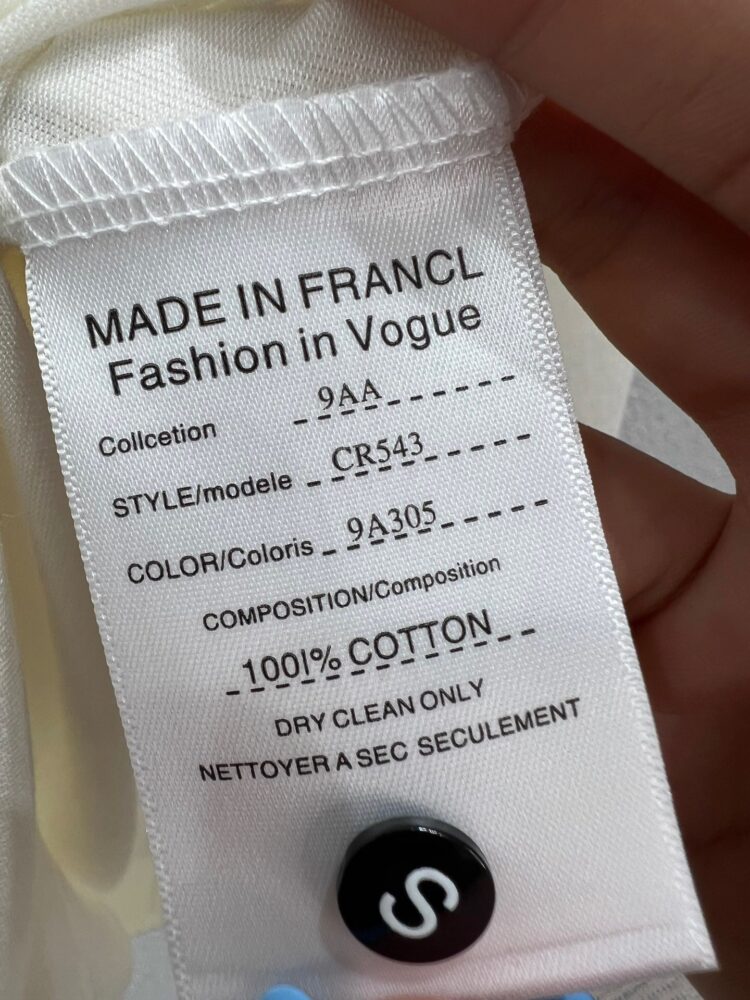 MADE IN FRANCL
Fashion in Vogue
Collcetion 9AA
STYLE/modele CR543
COLOR/Coloris 9A305
COMPOSITION/Composition
100l% COTTON
DRY CLEAN ONLY
NETTOYER A SEC SECULEMENT
S